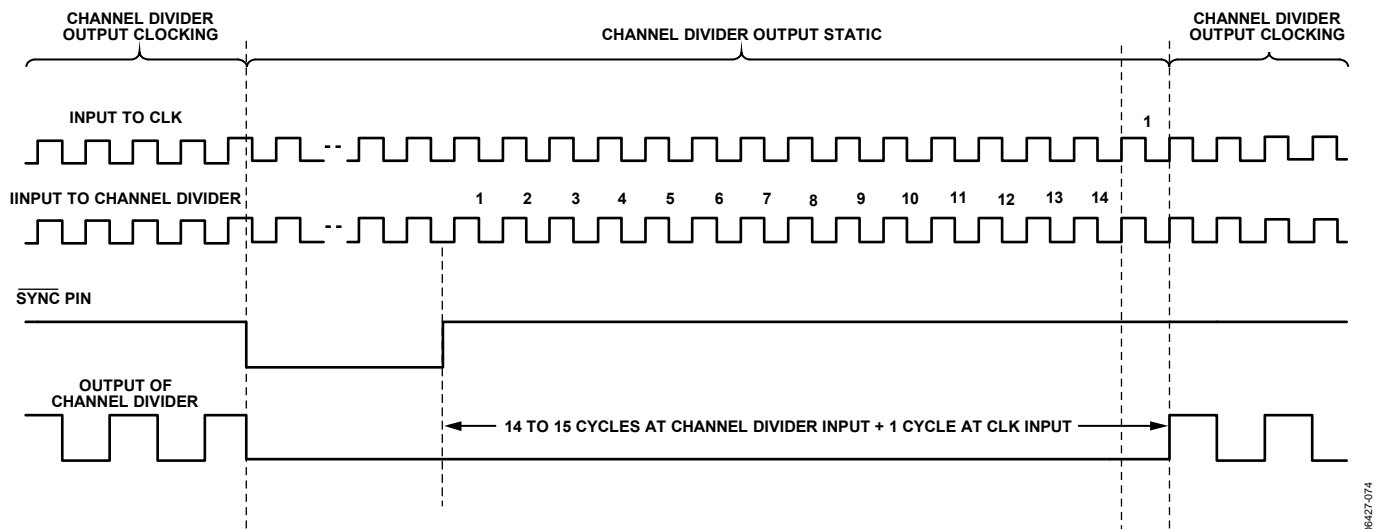 CHANNEL DIVIDER
OUTPUT CLOCKING
CHANNEL DIVIDER OUTPUT STATIC
CHANNEL DIVIDER
OUTPUT CLOCKING
INPUT TO CLK
1
IINPUT TO CHANNEL DIVIDER
1 2 3 4 5 6 7 8 9 10 11 12 13 14
SYNC PIN
OUTPUT OF
CHANNEL DIVIDER
14 TO 15 CYCLES AT CHANNEL DIVIDER INPUT + 1 CYCLE AT CLK INPUT